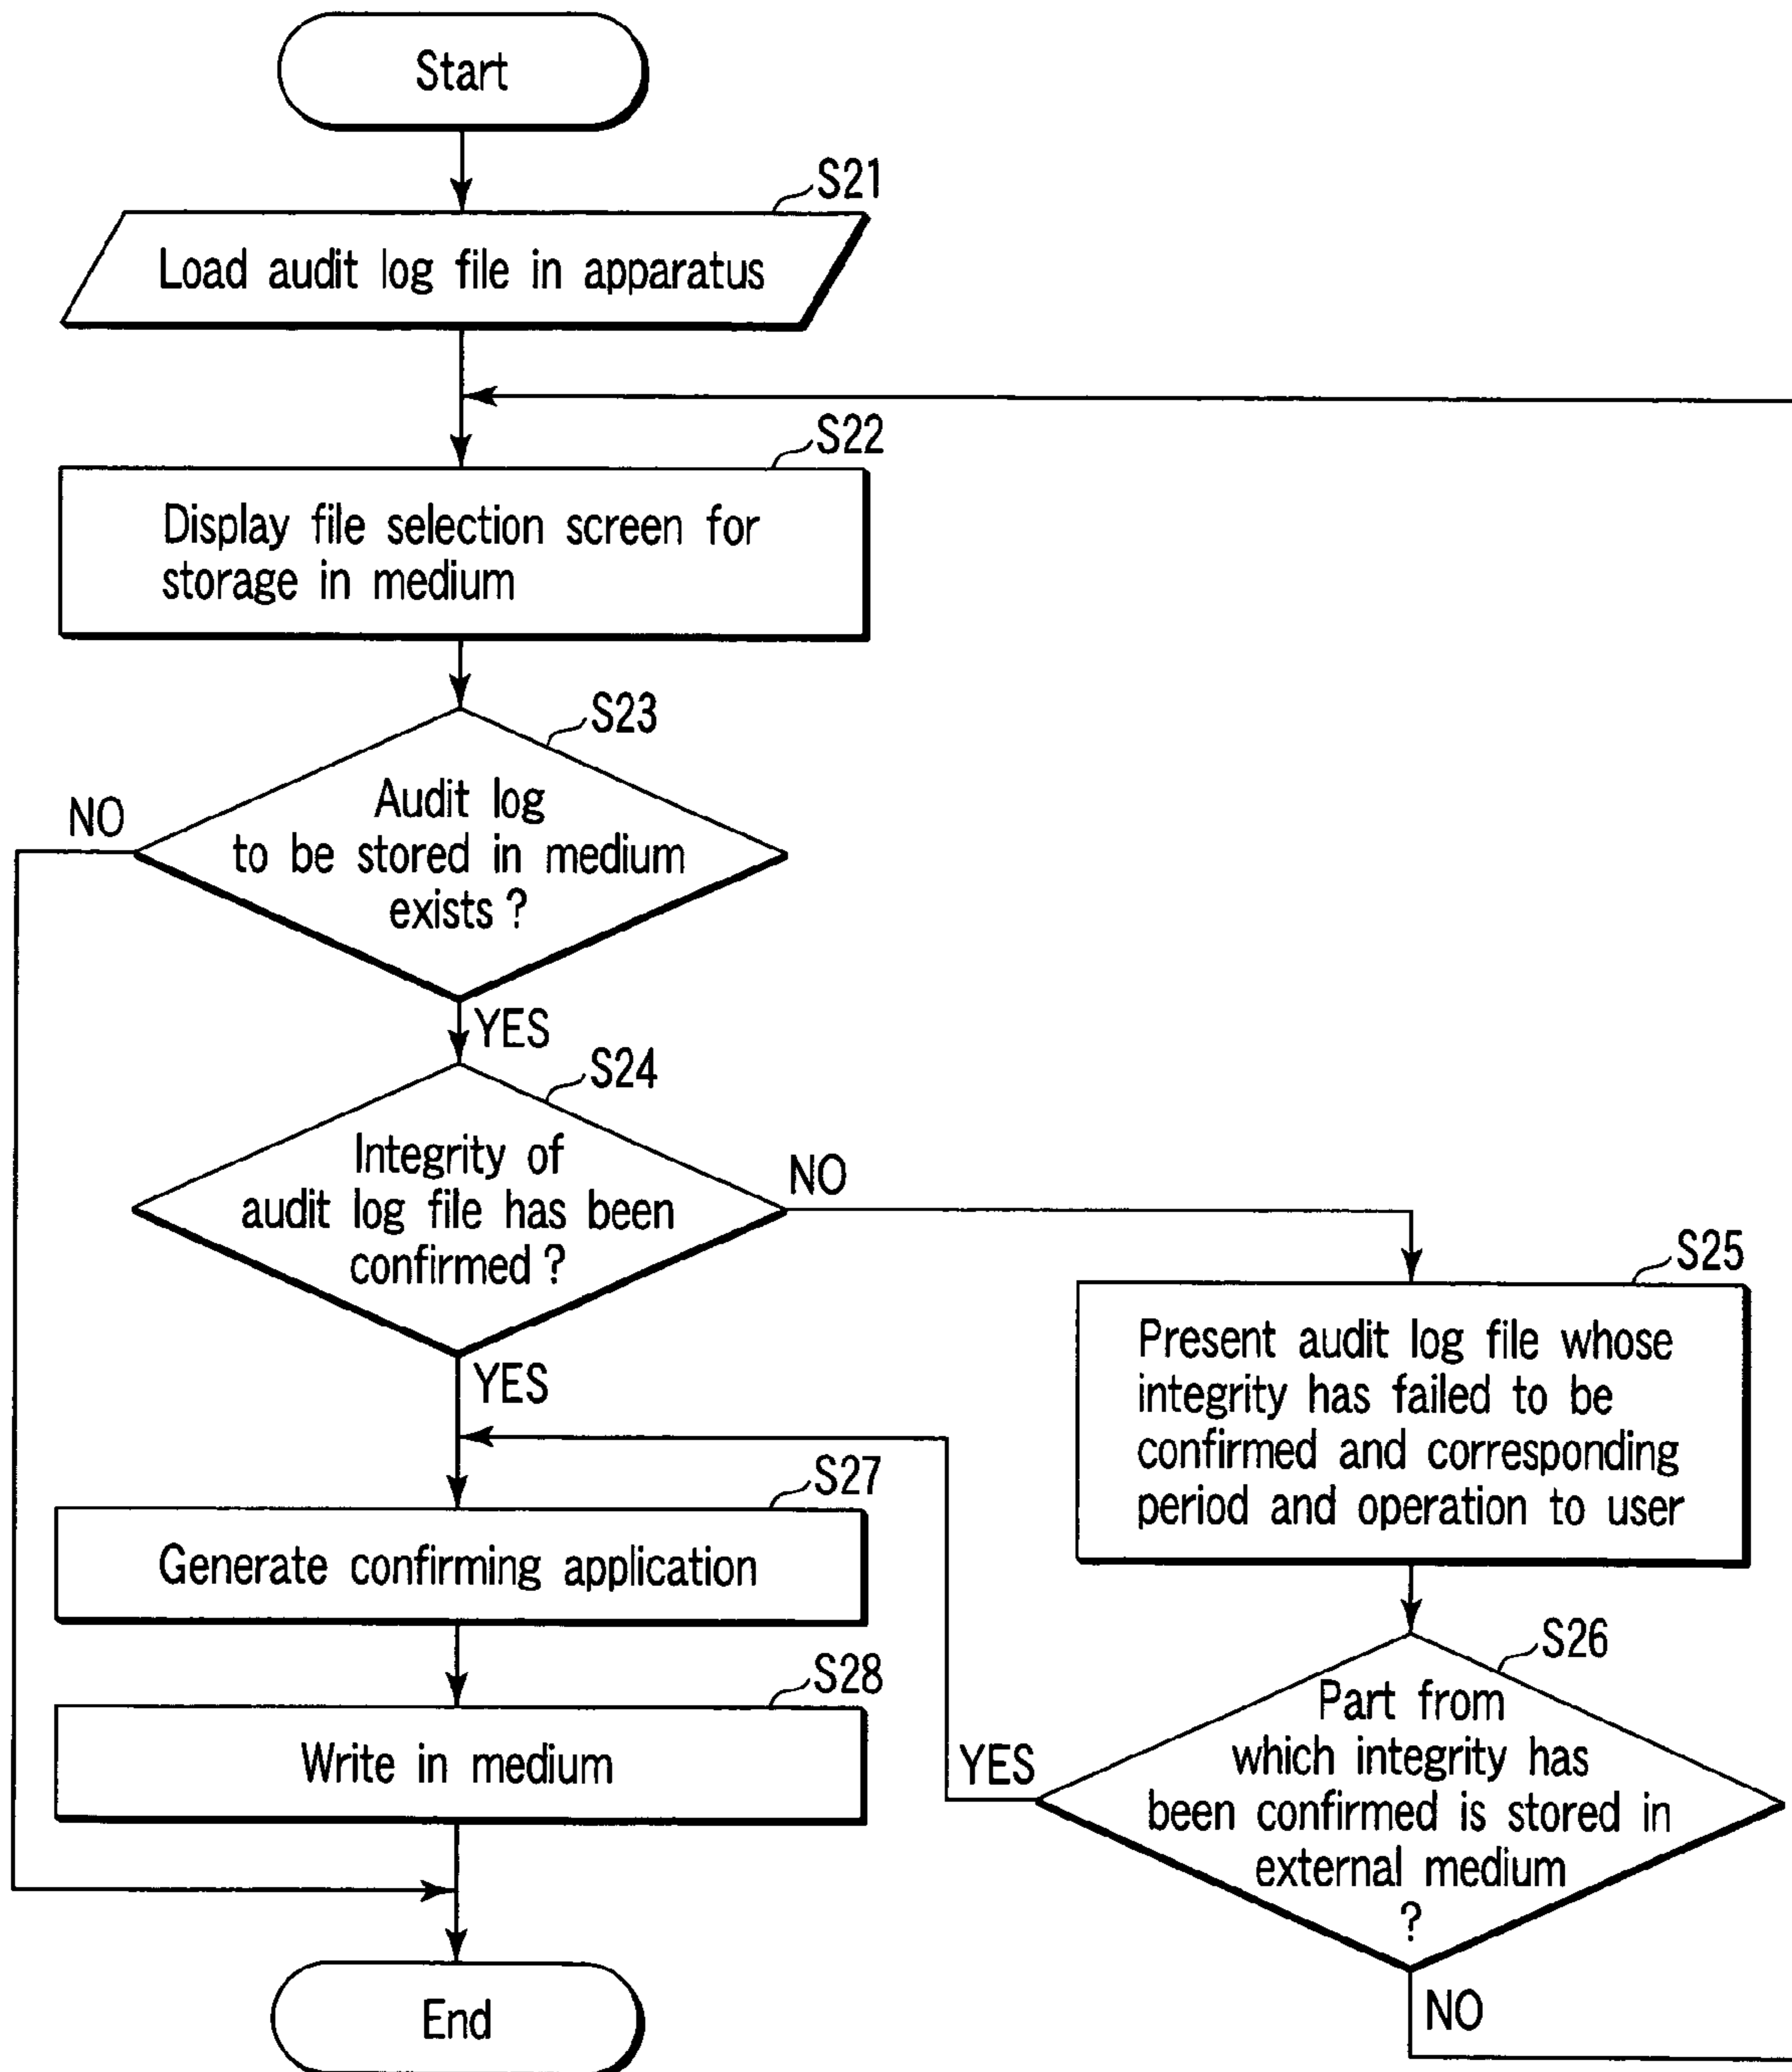 Start
S21
Load audit log file in apparatus
S22
Display file selection screen for
storage in medium
S23
Audit log
to be stored in medium
exists ?
NO
YES
S24
Integrity of
audit log file has been
confirmed ?
NO
YES
S25
Present audit log file whose
integrity has failed to be
confirmed and corresponding
period and operation to user
S26
Part from
which integrity has
been confirmed is stored in
external medium
?
YES
NO
S27
Generate confirming application
S28
Write in medium
End